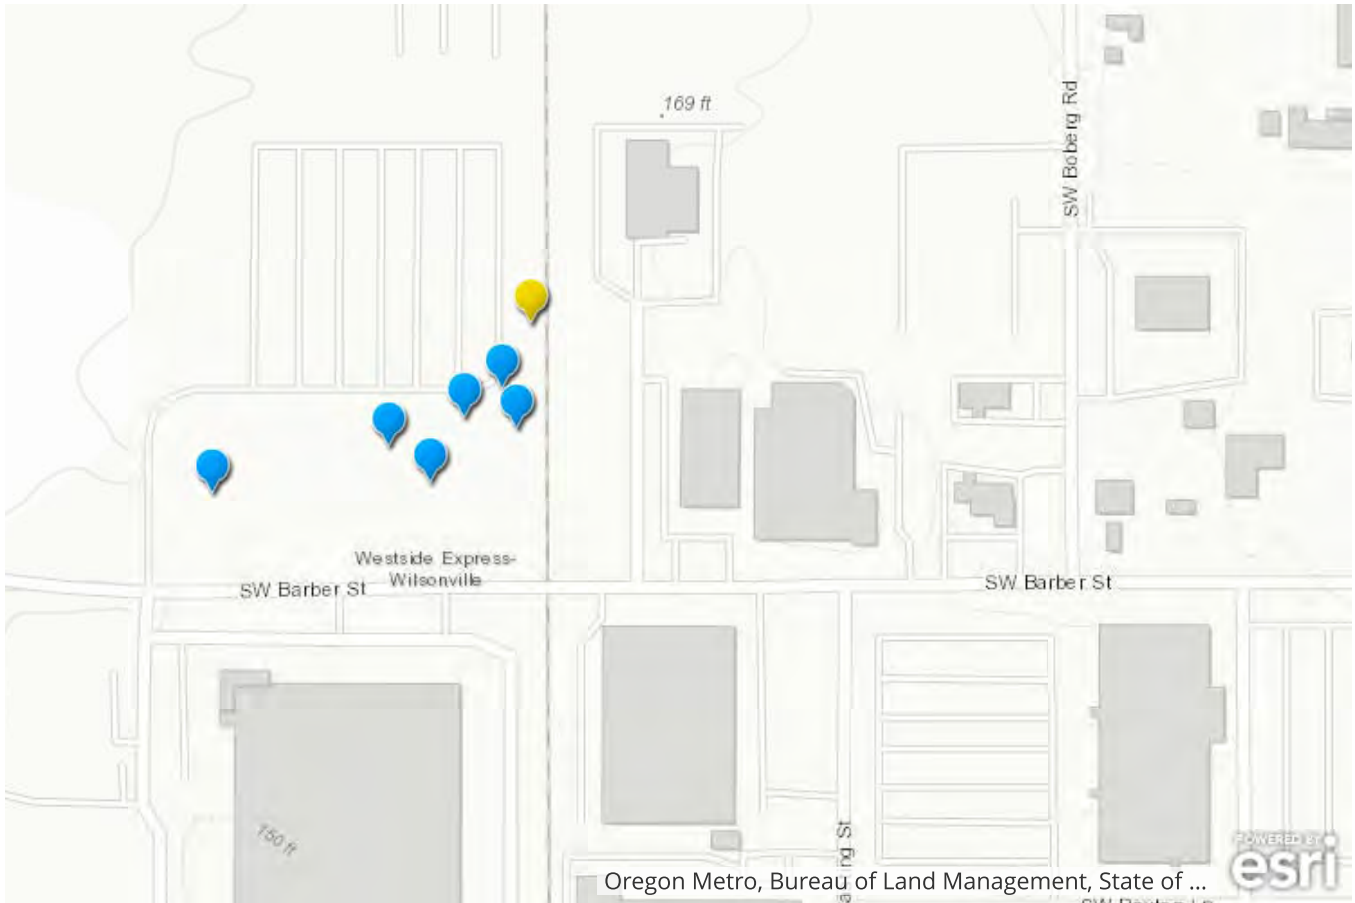 169 ft
SW Boberg Rd
Westside Express-
Wilsonville
SW Barber St
SW Barber St
150 ft
POWERED BY
esri
Oregon Metro, Bureau of Land Management, State of ...